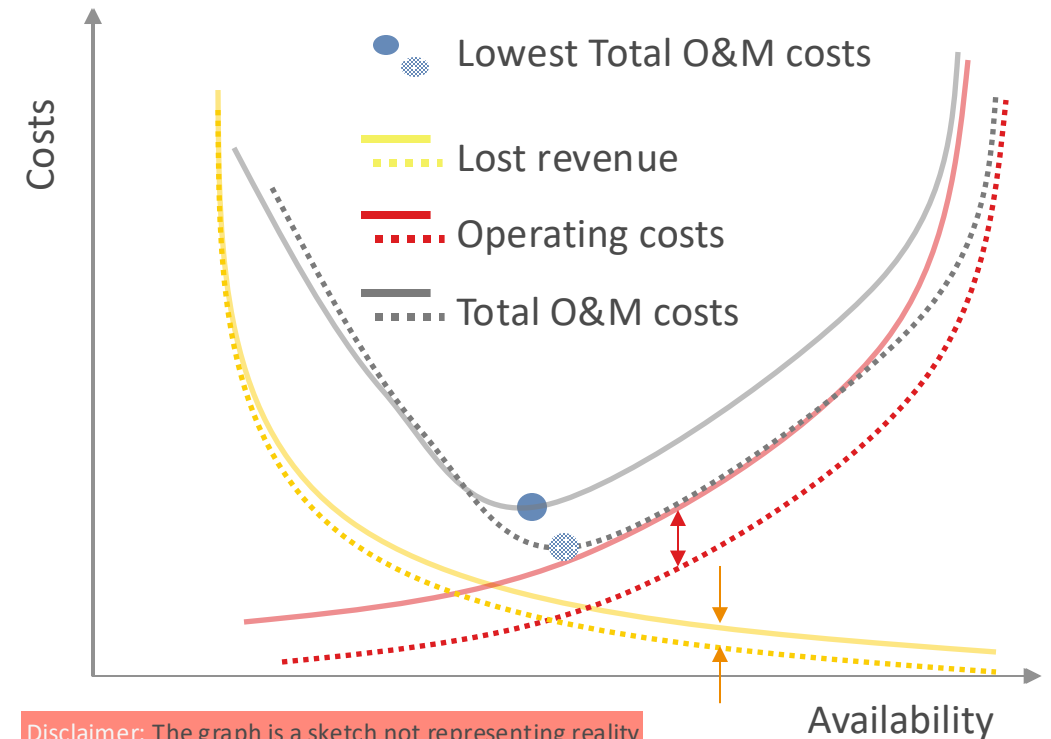 Costs
Lowest Total O&M costs
Lost revenue
Operating costs
Total O&M costs
Availability
Disclaimer: The graph is a sketch not representing reality